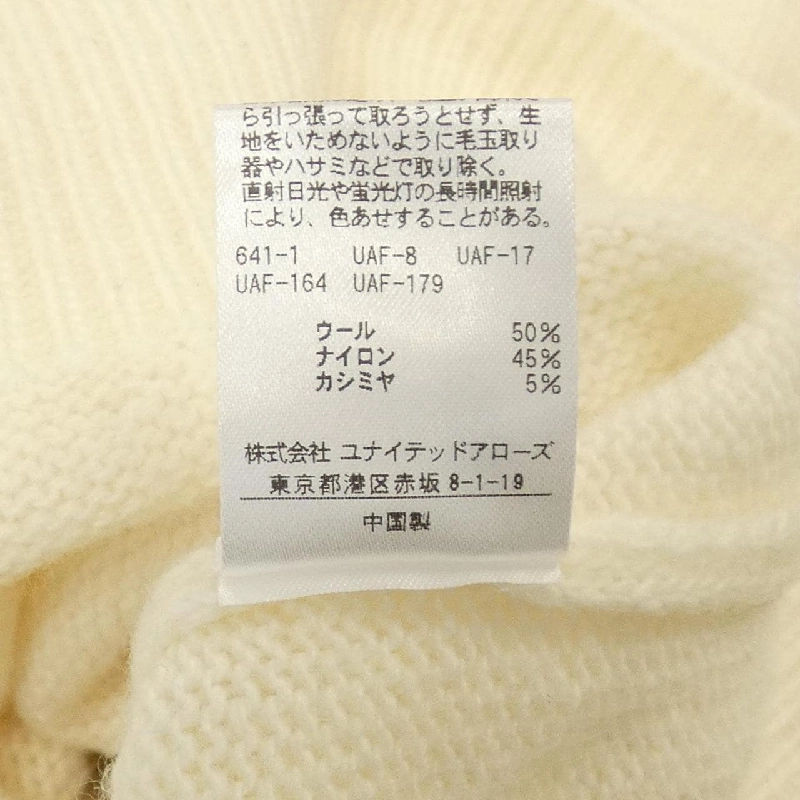 ら引っ張って取ろうとせず、生
地をいためないように毛玉取り
器やハサミなどで取り除く。
直射日光や蛍光灯の長時間照射
により、色あせすることがある。
641-1 UAF-8 UAF-17
UAF-164 UAF-179
ウール 50%
ナイロン 45%
カシミヤ 5%
株式会社 ユナイテッドアローズ
東京都港区赤坂 8-1-19
中国製